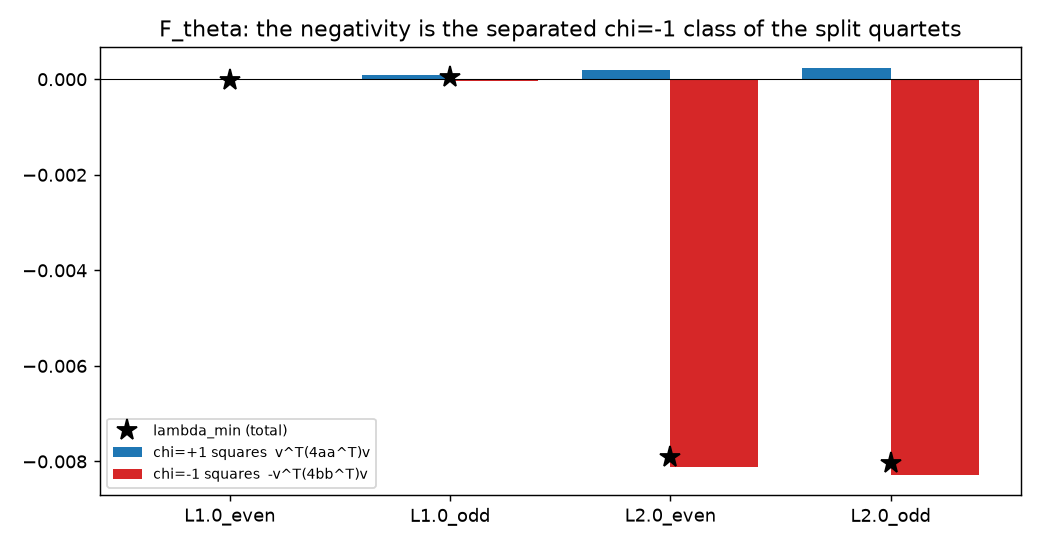 F_theta: the negativity is the separated chi=-1 class of the split quartets
0.000
−0.002
−0.004
−0.006
−0.008
lambda_min (total)
chi=+1 squares  v^T(4aa^T)v
chi=-1 squares  -v^T(4bb^T)v
L1.0_even
L1.0_odd
L2.0_even
L2.0_odd